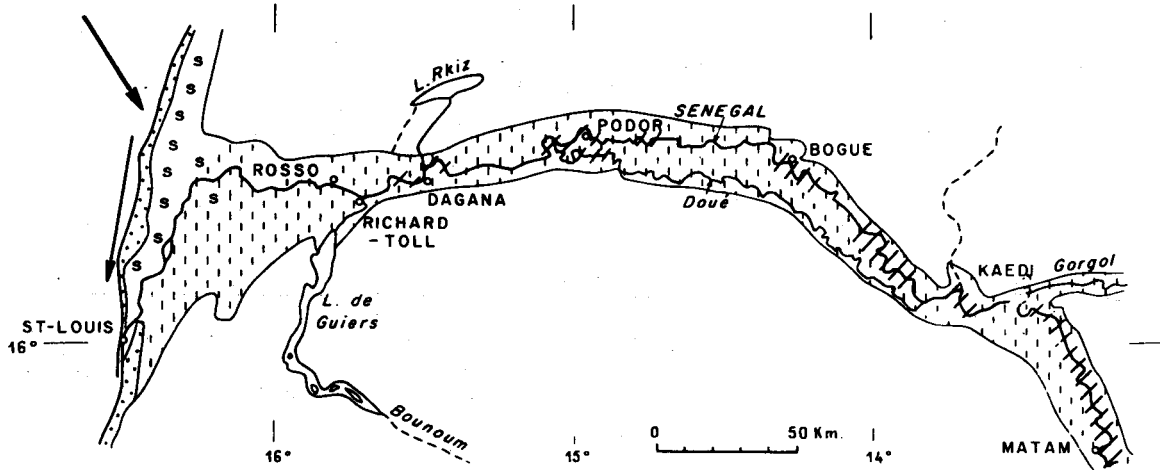 L. Rkiz
SENEGAL
PODOR
BOGUE
ROSSO
DAGANA
Doué
RICHARD
-TOLL
KAEDI
Gorgol
L. de
Guiers
ST-LOUIS
16°
s
s
s
s
s
s
s
s
s
s
Bounoum
0 50 Km.
MATAM
16° 15° 14°